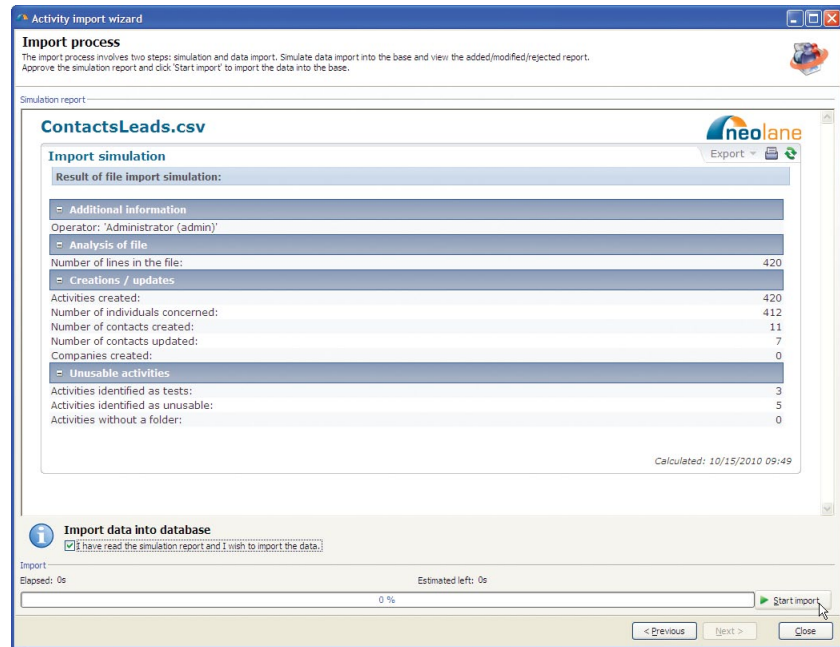 Activity import wizard
Import process
The import process involves two steps: simulation and data import. Simulate data import into the base and view the added/modified/rejected report.
Approve the simulation report and click 'Start import' to import the data into the base.
Simulation report
ContactsLeads.csv
neolane
Import simulation
Export
Result of file import simulation:
Additional information
Operator: 'Administrator (admin)'
Analysis of file
Number of lines in the file: 420
Creations / updates
Activities created: 420
Number of individuals concerned: 412
Number of contacts created: 11
Number of contacts updated: 7
Companies created: 0
Unusable activities
Activities identified as tests: 3
Activities identified as unusable: 5
Activities without a folder: 0
Calculated: 10/15/2010 09:49
Import data into database
I have read the simulation report and I wish to import the data.
Import
Elapsed: 0s Estimated left: 0s
0 % Start import
< Previous Next > Close